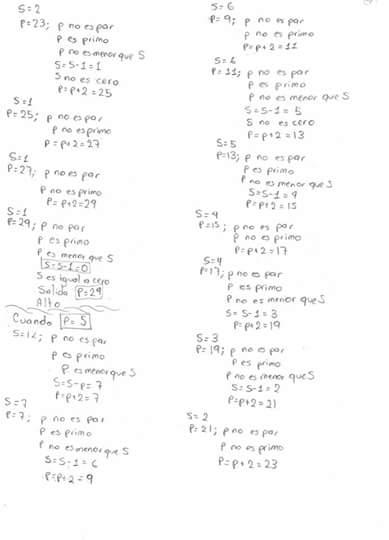 S=2
P=23; p no es par
p es primo
p no es menor que S
S=S-1=1
S no es cero
P=p+2=25
S=1
P=25; p no es par
p no es primo
P=p+2=27
S=1
P=27; p no es par
p no es primo
P=p+2=29
S=1
P=29; p no es par
p es primo
p es menor que S
S=S-1=0
S es igual a cero
Salida P=29
Alto
Cuando P=5
S=12; p no es par
p es primo
p es menor que S
S=S-P=7
P=p+2=7
S=7
P=7; p no es par
p es primo
p no es menor que S
S=S-1=6
P=p+2=9
S=6
P=9; p no es par
p no es primo
P=p+2=11
P=11; p no es par
p es primo
p no es menor que S
S=S-1=5
S no es cero
P=p+2=13
S=5
P=13; p no es par
p es primo
p no es menor que S
S=S-1=4
P=p+2=15
S=4
P=15; p no es par
p no es primo
P=p+2=17
S=4
P=17; p no es par
p es primo
p no es menor que S
S=S-1=3
P=p+2=19
S=3
P=19; p no es par
p es primo
p no es menor que S
S=S-1=2
P=p+2=21
S=2
P=21; p no es par
p no es primo
P=p+2=23